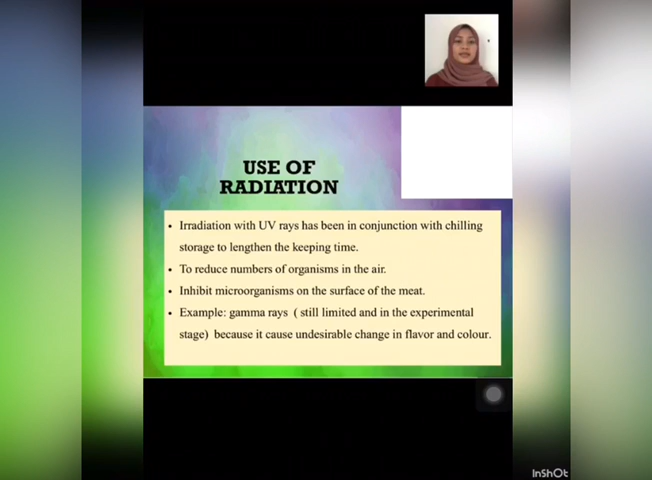 USE OF
RADIATION
• Irradiation with UV rays has been in conjunction with chilling
storage to lengthen the keeping time.
• To reduce numbers of organisms in the air.
• Inhibit microorganisms on the surface of the meat.
• Example: gamma rays ( still limited and in the experimental
stage) because it cause undesirable change in flavor and colour.
InShOt